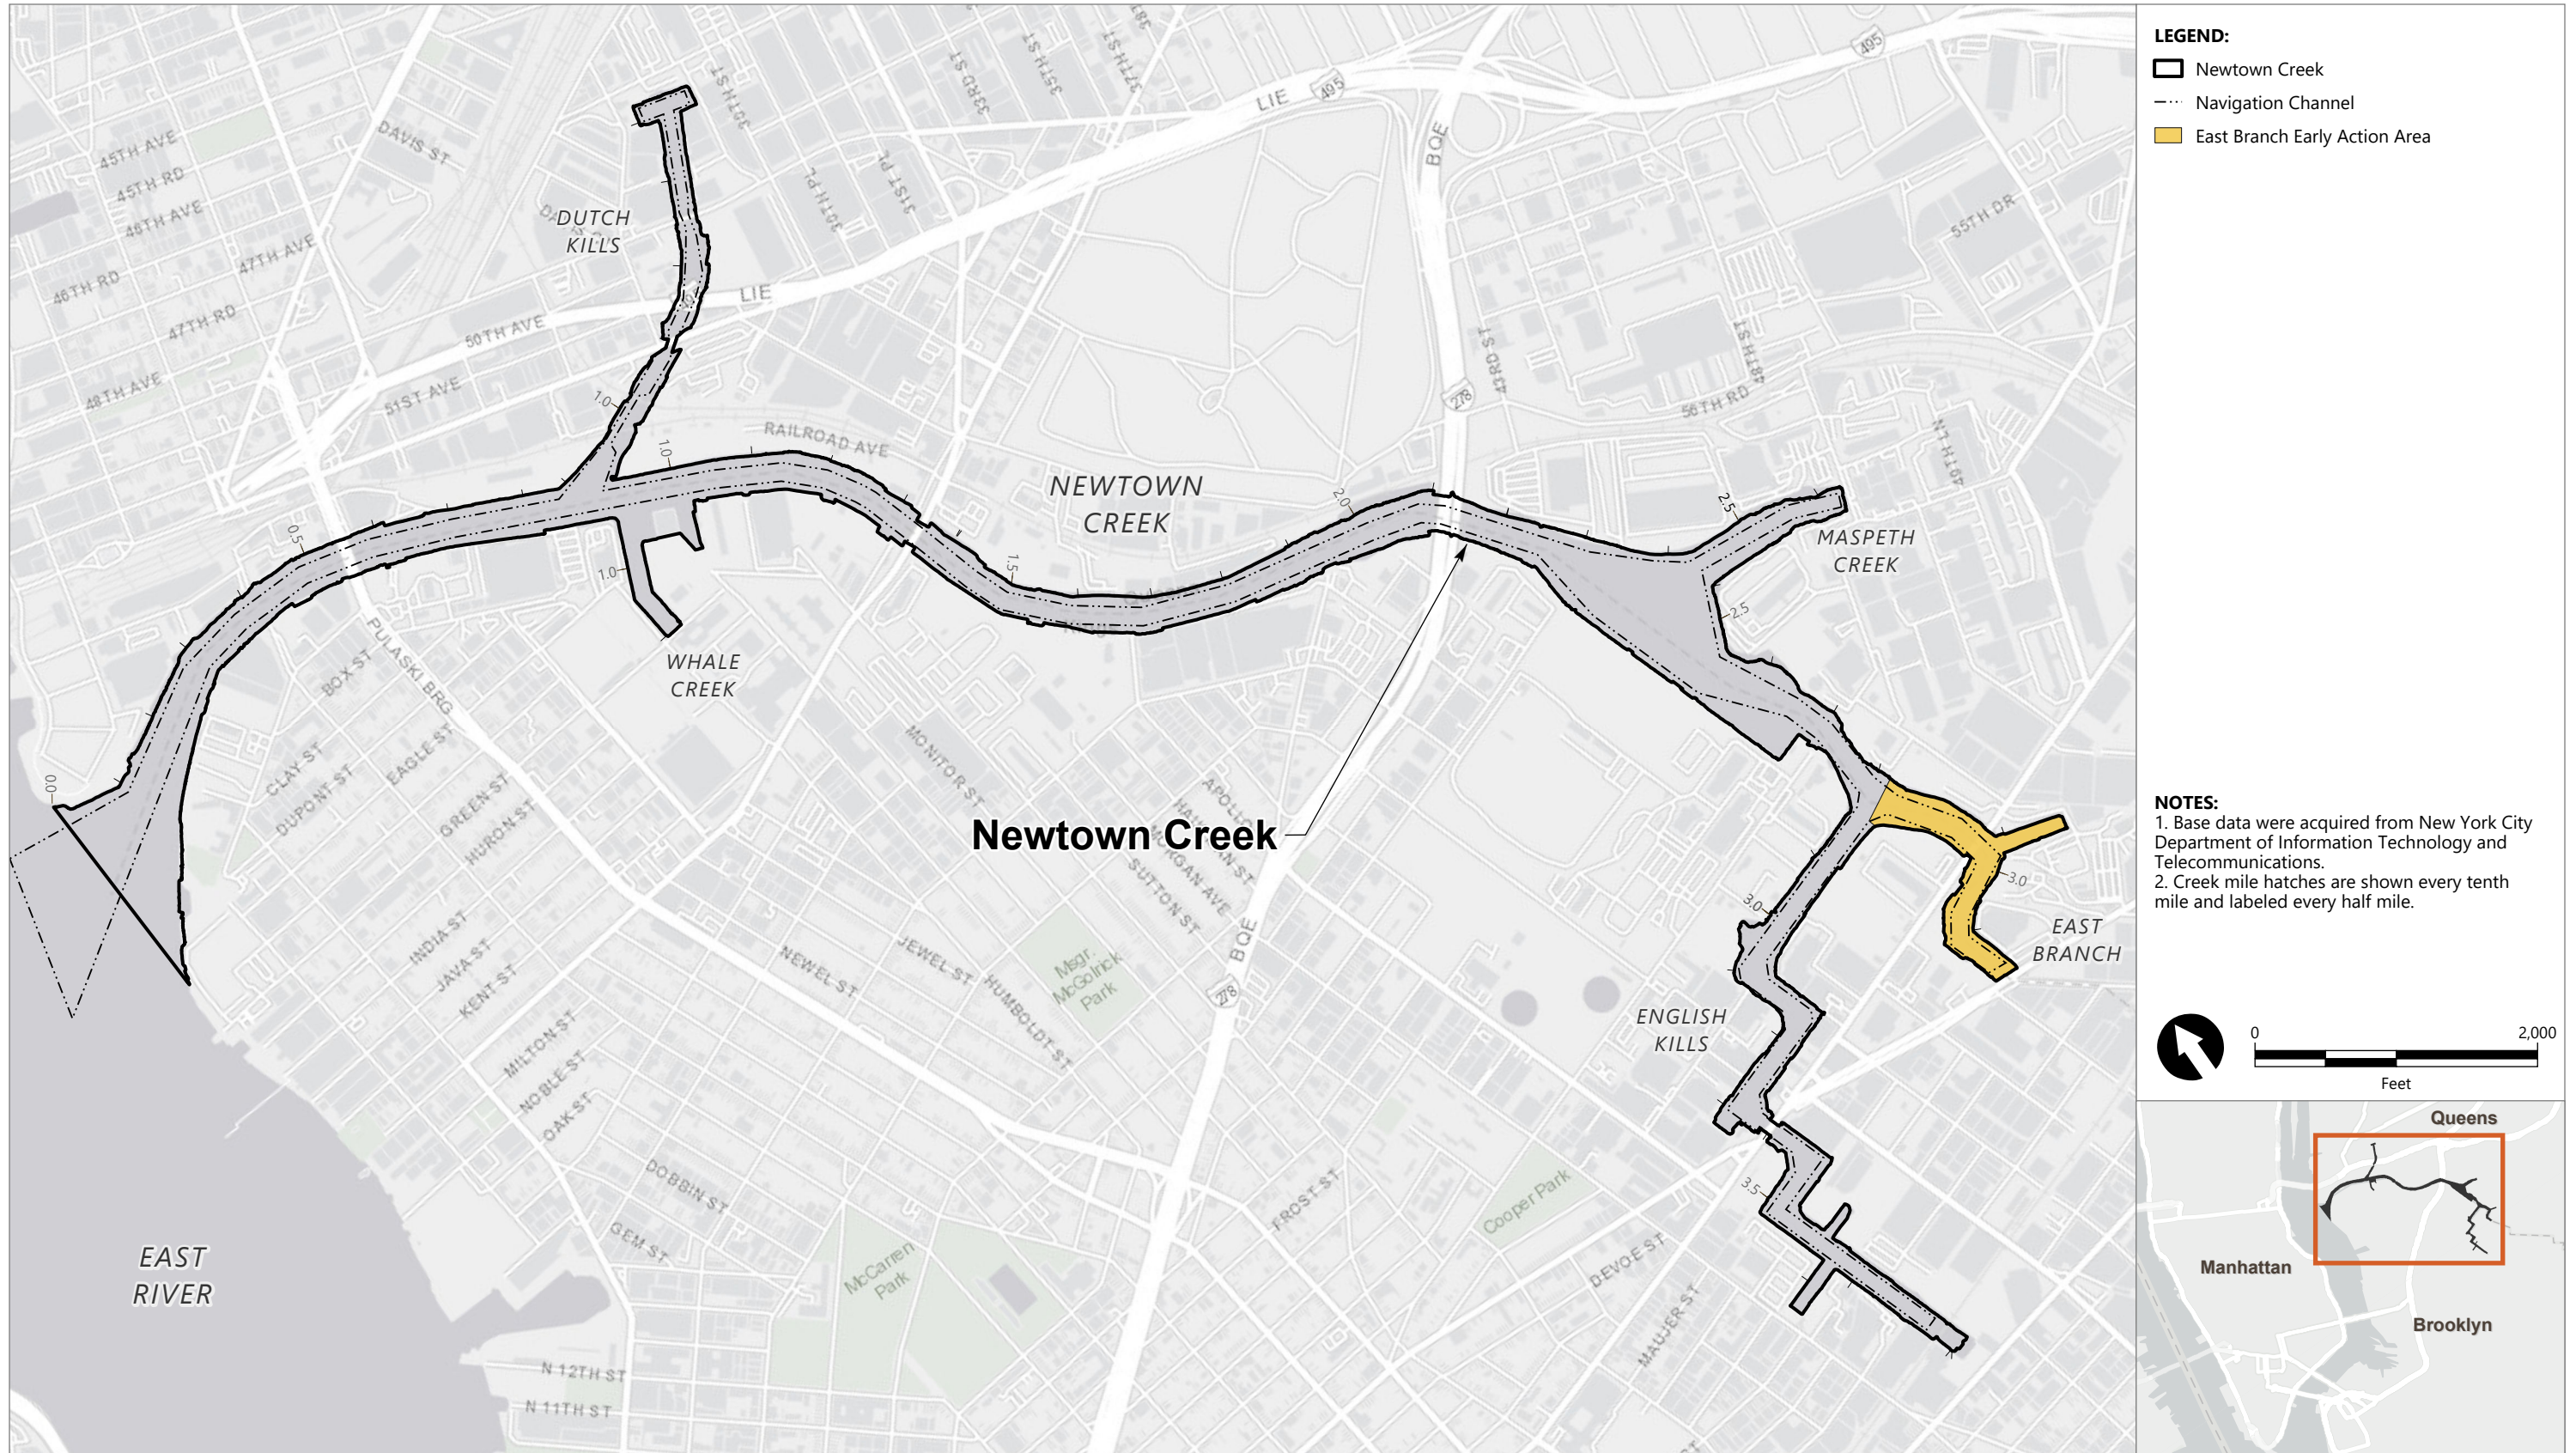 LEGEND:
Newtown Creek
Navigation Channel
East Branch Early Action Area
NOTES:
1. Base data were acquired from New York City
Department of Information Technology and
Telecommunications.
2. Creek mile hatches are shown every tenth
mile and labeled every half mile.
0
2,000
Feet
Queens
Manhattan
Brooklyn
45TH AVE
45TH RD
46TH AVE
47TH AVE
46TH RD
47TH RD
48TH AVE
50TH AVE
51ST AVE
DAVIS ST
DUTCH
KILLS
30TH ST
33RD ST
35TH ST
37TH ST
38TH ST
30TH PL
31ST PL
LIE
495
LIE
495
BQE
278
43RD ST
48TH ST
56TH RD
55TH DR
49TH LN
RAILROAD AVE
NEWTOWN
CREEK
MASPETH
CREEK
WHALE
CREEK
0.0
0.5
1.0
1.0
1.0
1.5
2.0
2.5
2.5
3.0
3.0
3.5
PULASKI BRG
BOX ST
CLAY ST
DUPONT ST
EAGLE ST
GREEN ST
HURON ST
INDIA ST
JAVA ST
KENT ST
MILTON ST
NOBLE ST
OAK ST
MONITOR ST
NEWEL ST
JEWEL ST
HUMBOLDT ST
MORGAN AVE
SUTTON ST
Newtown Creek
Msgr.
McGolrick
Park
BQE
278
EAST
BRANCH
ENGLISH
KILLS
DOBBIN ST
GEM ST
McCarren
Park
FROST ST
Cooper Park
DEVOE ST
MAUJER ST
EAST
RIVER
N 12TH ST
N 11TH ST